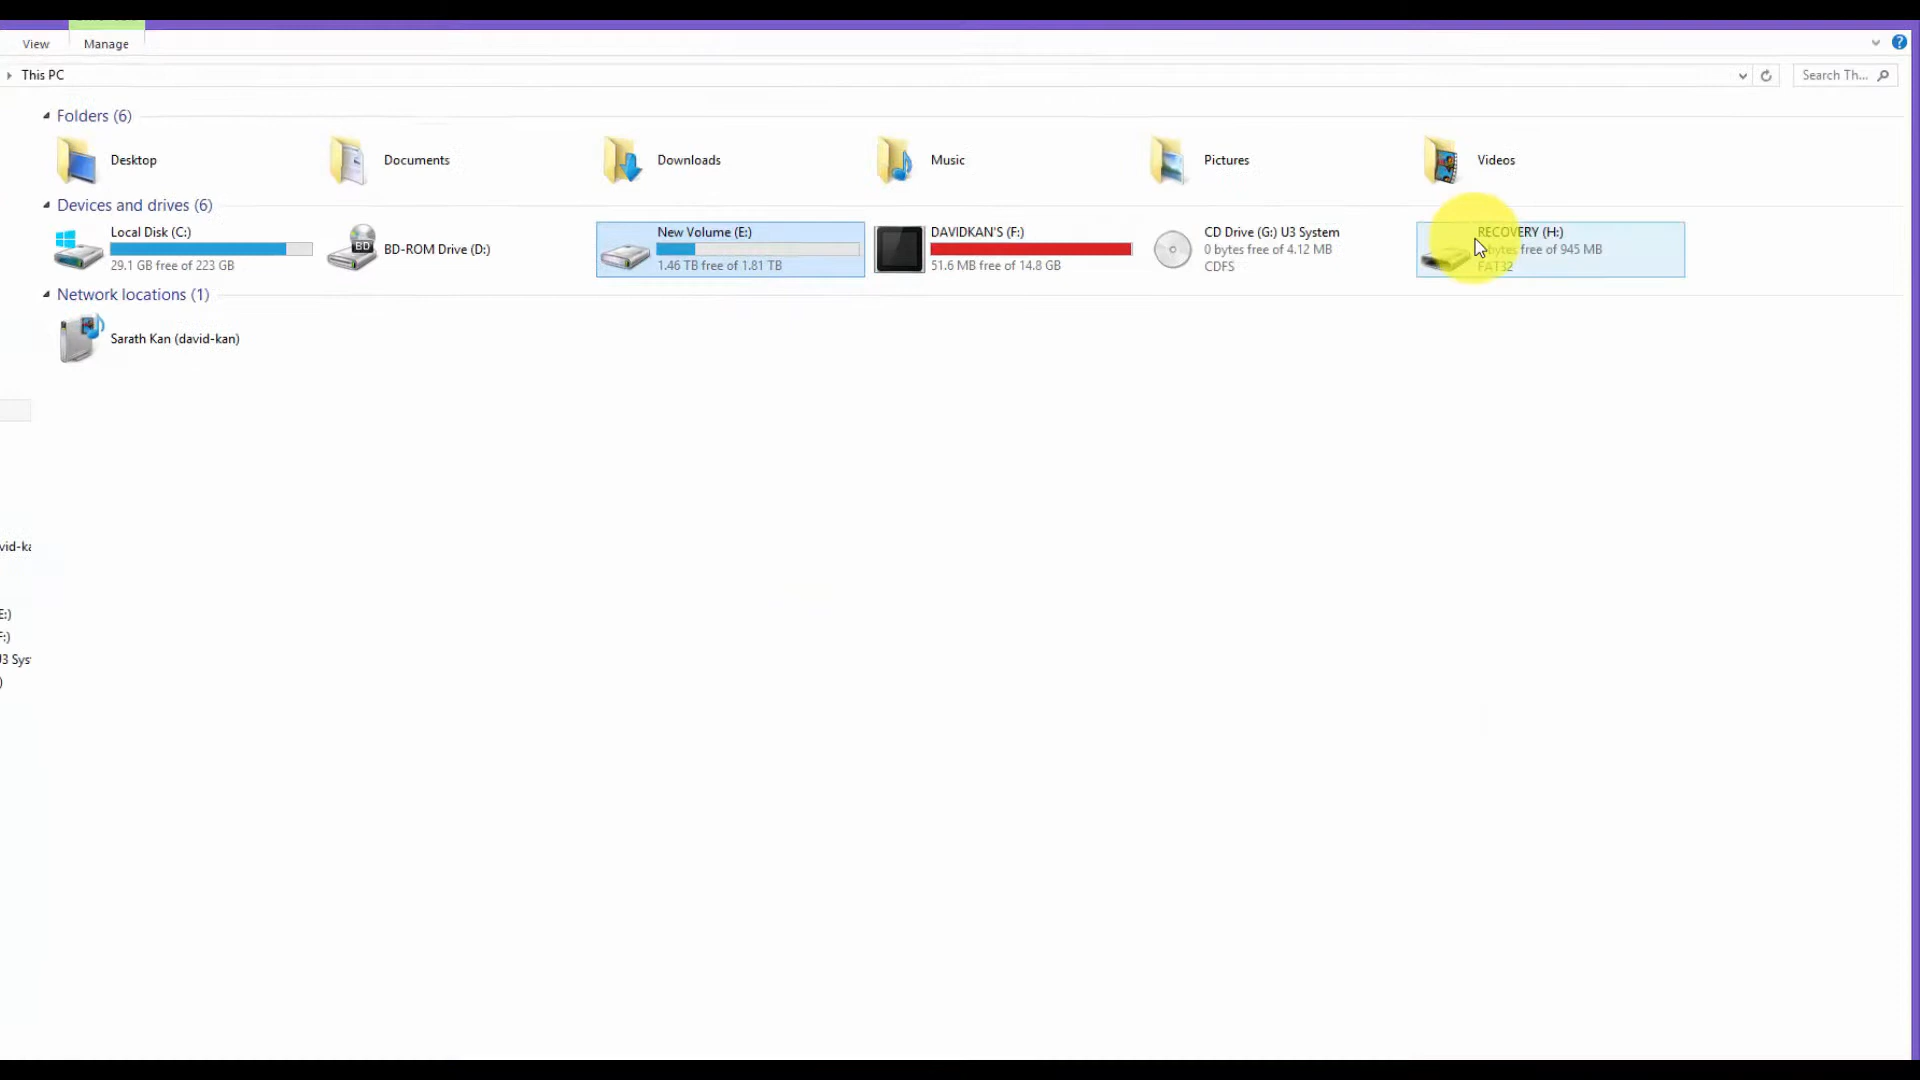 View Manage
This PC
Search Th...
Folders (6)
Desktop Documents Downloads Music Pictures Videos
Devices and drives (6)
Local Disk (C:)
29.1 GB free of 223 GB
BD
BD-ROM Drive (D:)
New Volume (E:)
1.46 TB free of 1.81 TB
DAVIDKAN'S (F:)
51.6 MB free of 14.8 GB
CD Drive (G:) U3 System
0 bytes free of 4.12 MB
CDFS
RECOVERY (H:)
bytes free of 945 MB
FAT32
Network locations (1)
Sarath Kan (david-kan)
vid-ka
E:)
F:)
U3 Sys
)